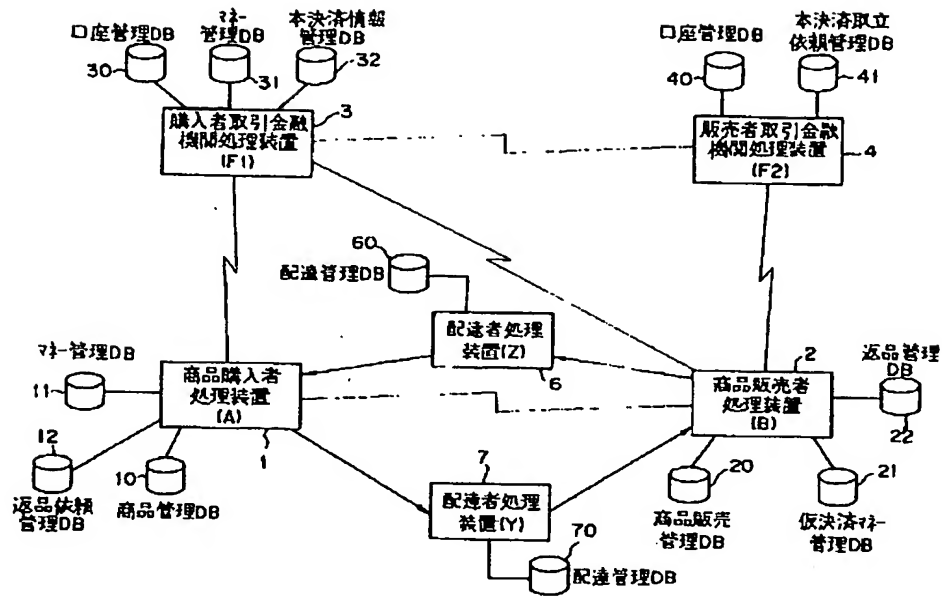 口座管理DB
30
マネー
管理DB
31
本決済情報
管理DB
32
口座管理DB
40
本決済取立
依頼管理DB
41
3
購入者取引金融
機関処理装置
(F1)
販売者取引金融
機関処理装置
(F2)
4
60
配達管理DB
配達者処理
装置(Z)
6
マネー管理DB
11
商品購入者
処理装置
(A)
1
2
商品販売者
処理装置
(B)
返品管理
DB
22
12
返品依頼
管理DB
10
商品管理DB
7
配達者処理
装置(Y)
70
配達管理DB
20
商品販売
管理DB
21
仮決済マネー
管理DB